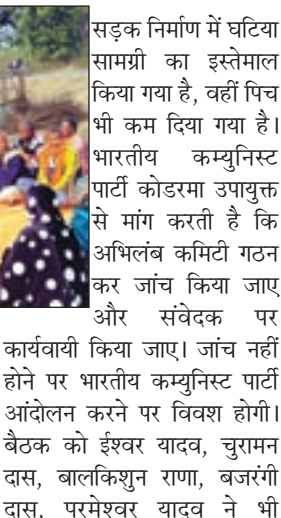 सड़क निर्माण में घटिया
सामग्री का इस्तेमाल
किया गया है, वहीं पिच
भी कम दिया गया है।
भारतीय कम्युनिस्ट
पार्टी कोडरमा उपायुक्त
से मांग करती है कि
अभिलंब कमिटी गठन
कर जांच किया जाए
और संवेदक पर
कार्यवायी किया जाए। जांच नहीं
होने पर भारतीय कम्युनिस्ट पार्टी
आंदोलन करने पर विवश होगी।
बैठक को ईश्वर यादव, चुरामन
दास, बालकिशुन राणा, बजरंगी
दास, परमेश्वर यादव ने भी